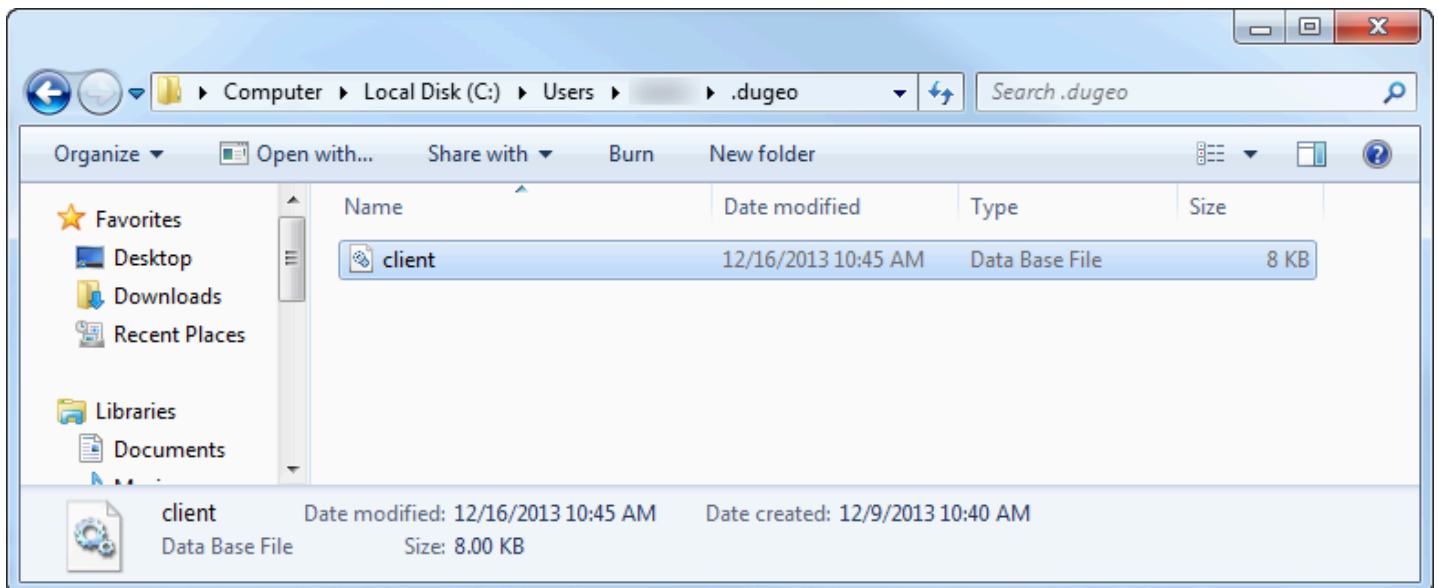 Computer Local Disk (C:) Users .dugeo Search .dugeo
Organize Open with... Share with Burn New folder
Favorites
Desktop
Downloads
Recent Places
Libraries
Documents
Name Date modified Type Size
client 12/16/2013 10:45 AM Data Base File 8 KB
client Date modified: 12/16/2013 10:45 AM Date created: 12/9/2013 10:40 AM
Data Base File Size: 8.00 KB